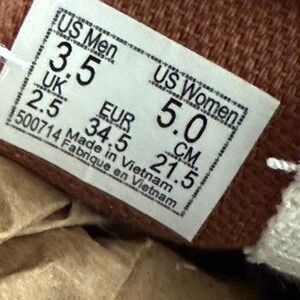 US Men US Women
3.5 5.0
UK EUR CM
2.5 34.5 21.5
500714 Made in Vietnam
Fabriqué en Vietnam